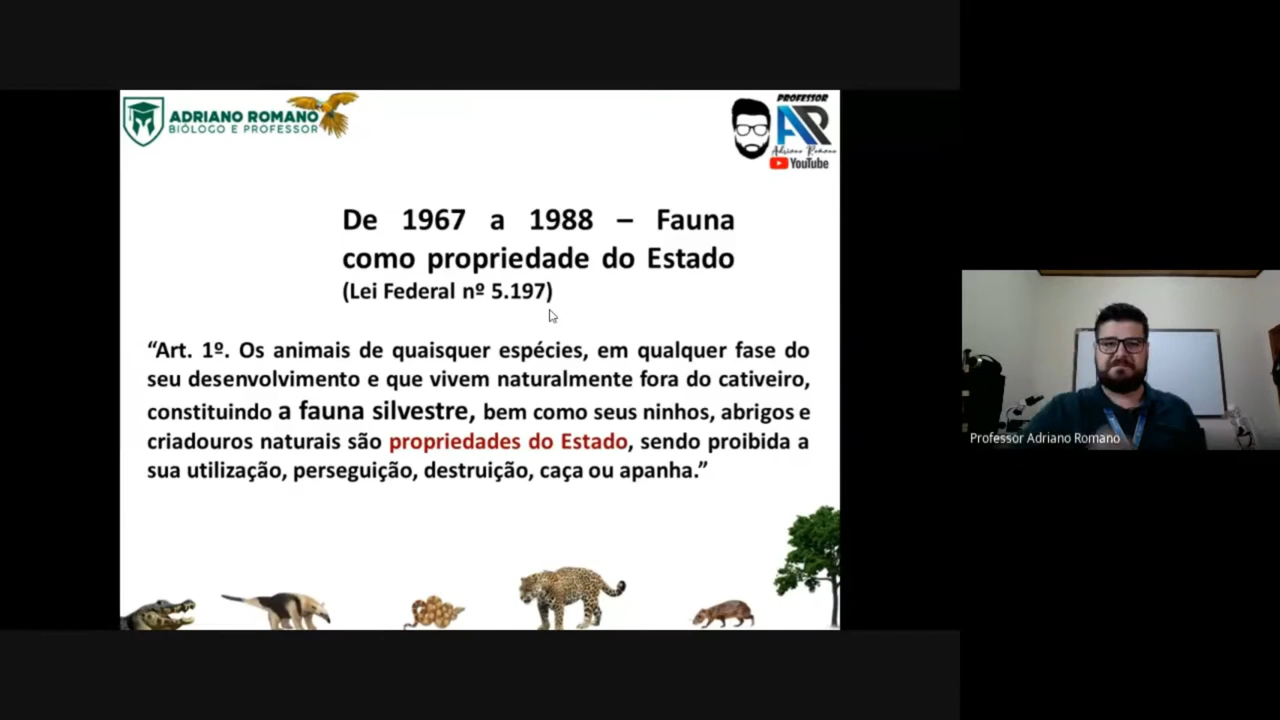 ADRIANO ROMANO
BIÓLOGO E PROFESSOR
PROFESSOR
AR
Adriano Romano
YouTube
De 1967 a 1988 – Fauna
como propriedade do Estado
(Lei Federal nº 5.197)
“Art. 1º. Os animais de quaisquer espécies, em qualquer fase do
seu desenvolvimento e que vivem naturalmente fora do cativeiro,
constituindo a fauna silvestre, bem como seus ninhos, abrigos e
criadouros naturais são propriedades do Estado, sendo proibida a
sua utilização, perseguição, destruição, caça ou apanha.”
Professor Adriano Romano